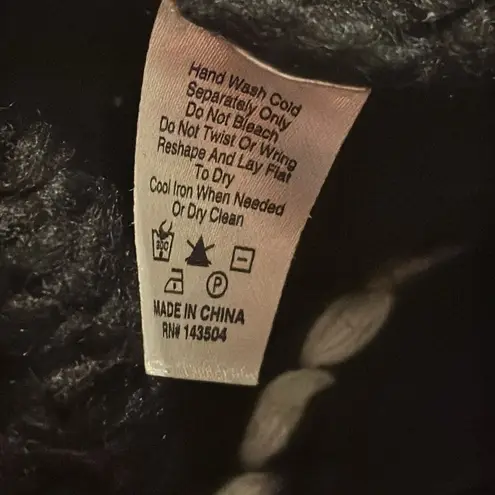 Hand Wash Cold
Separately Only
Do Not Bleach
Do Not Twist Or Wring
Reshape And Lay Flat
To Dry
Cool Iron When Needed
Or Dry Clean
30C
P
MADE IN CHINA
RN# 143504